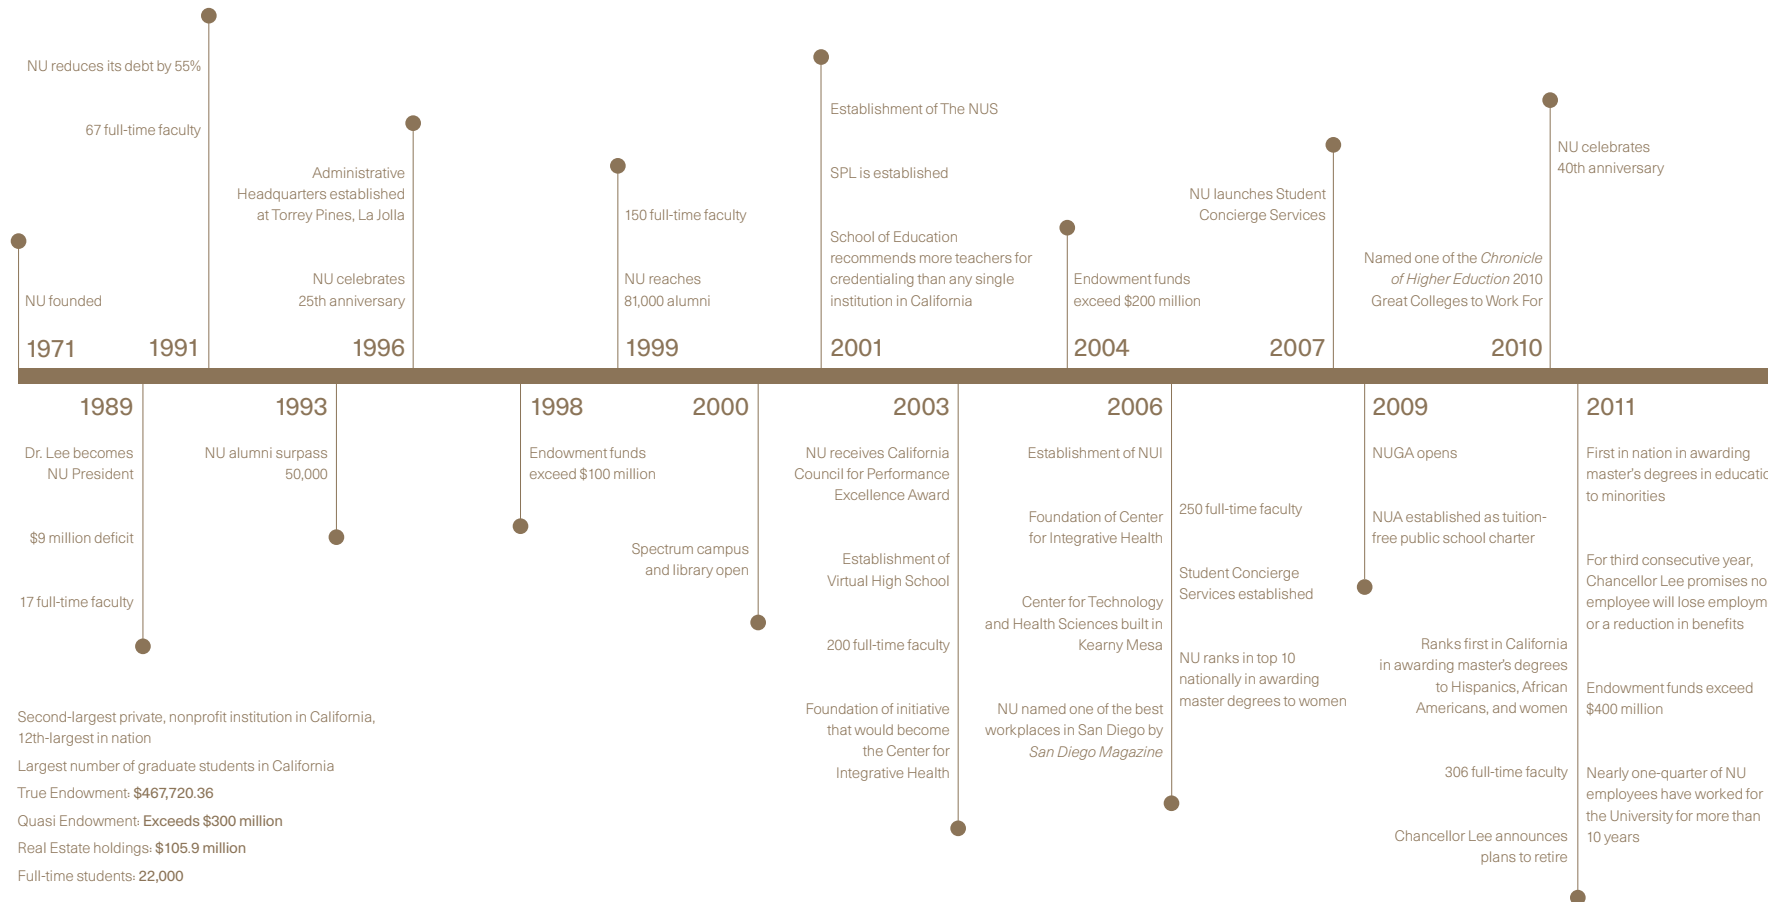 NU founded
1971
NU reduces its debt by 55%
67 full-time faculty
1991
Administrative
Headquarters established
at Torrey Pines, La Jolla
NU celebrates
25th anniversary
1996
150 full-time faculty
NU reaches
81,000 alumni
1999
Establishment of The NUS
SPL is established
School of Education
recommends more teachers for
credentialing than any single
institution in California
2001
Endowment funds
exceed $200 million
2004
NU launches Student
Concierge Services
2007
NU celebrates
40th anniversary
Named one of the Chronicle
of Higher Eduction 2010
Great Colleges to Work For
2010
1989
Dr. Lee becomes
NU President
$9 million deficit
17 full-time faculty
1993
NU alumni surpass
50,000
1998
Endowment funds
exceed $100 million
2000
Spectrum campus
and library open
2003
NU receives California
Council for Performance
Excellence Award
Establishment of
Virtual High School
200 full-time faculty
Foundation of initiative
that would become
the Center for
Integrative Health
2006
Establishment of NUI
Foundation of Center
for Integrative Health
Center for Technology
and Health Sciences built in
Kearny Mesa
NU named one of the best
workplaces in San Diego by
San Diego Magazine
250 full-time faculty
Student Concierge
Services established
NU ranks in top 10
nationally in awarding
master degrees to women
2009
NUGA opens
NUA established as tuition-
free public school charter
2011
First in nation in awarding
master's degrees in educatio
to minorities
For third consecutive year,
Chancellor Lee promises no
employee will lose employm
or a reduction in benefits
Endowment funds exceed
$400 million
Nearly one-quarter of NU
employees have worked for
the University for more than
10 years
Ranks first in California
in awarding master's degrees
to Hispanics, African
Americans, and women
306 full-time faculty
Chancellor Lee announces
plans to retire
Second-largest private, nonprofit institution in California,
12th-largest in nation
Largest number of graduate students in California
True Endowment: $467,720.36
Quasi Endowment: Exceeds $300 million
Real Estate holdings: $105.9 million
Full-time students: 22,000